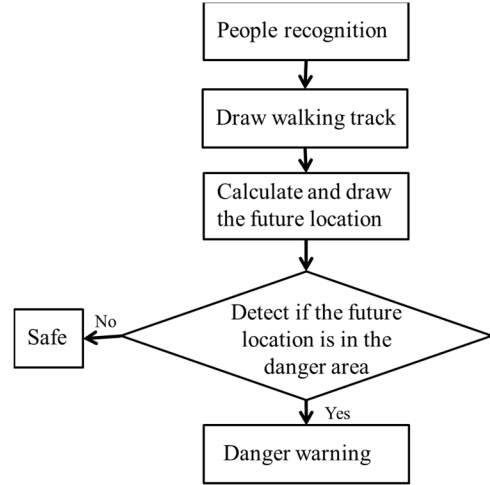 People recognition
Draw walking track
Calculate and draw
the future location
Detect if the future
location is in the
danger area
No
Safe
Yes
Danger warning